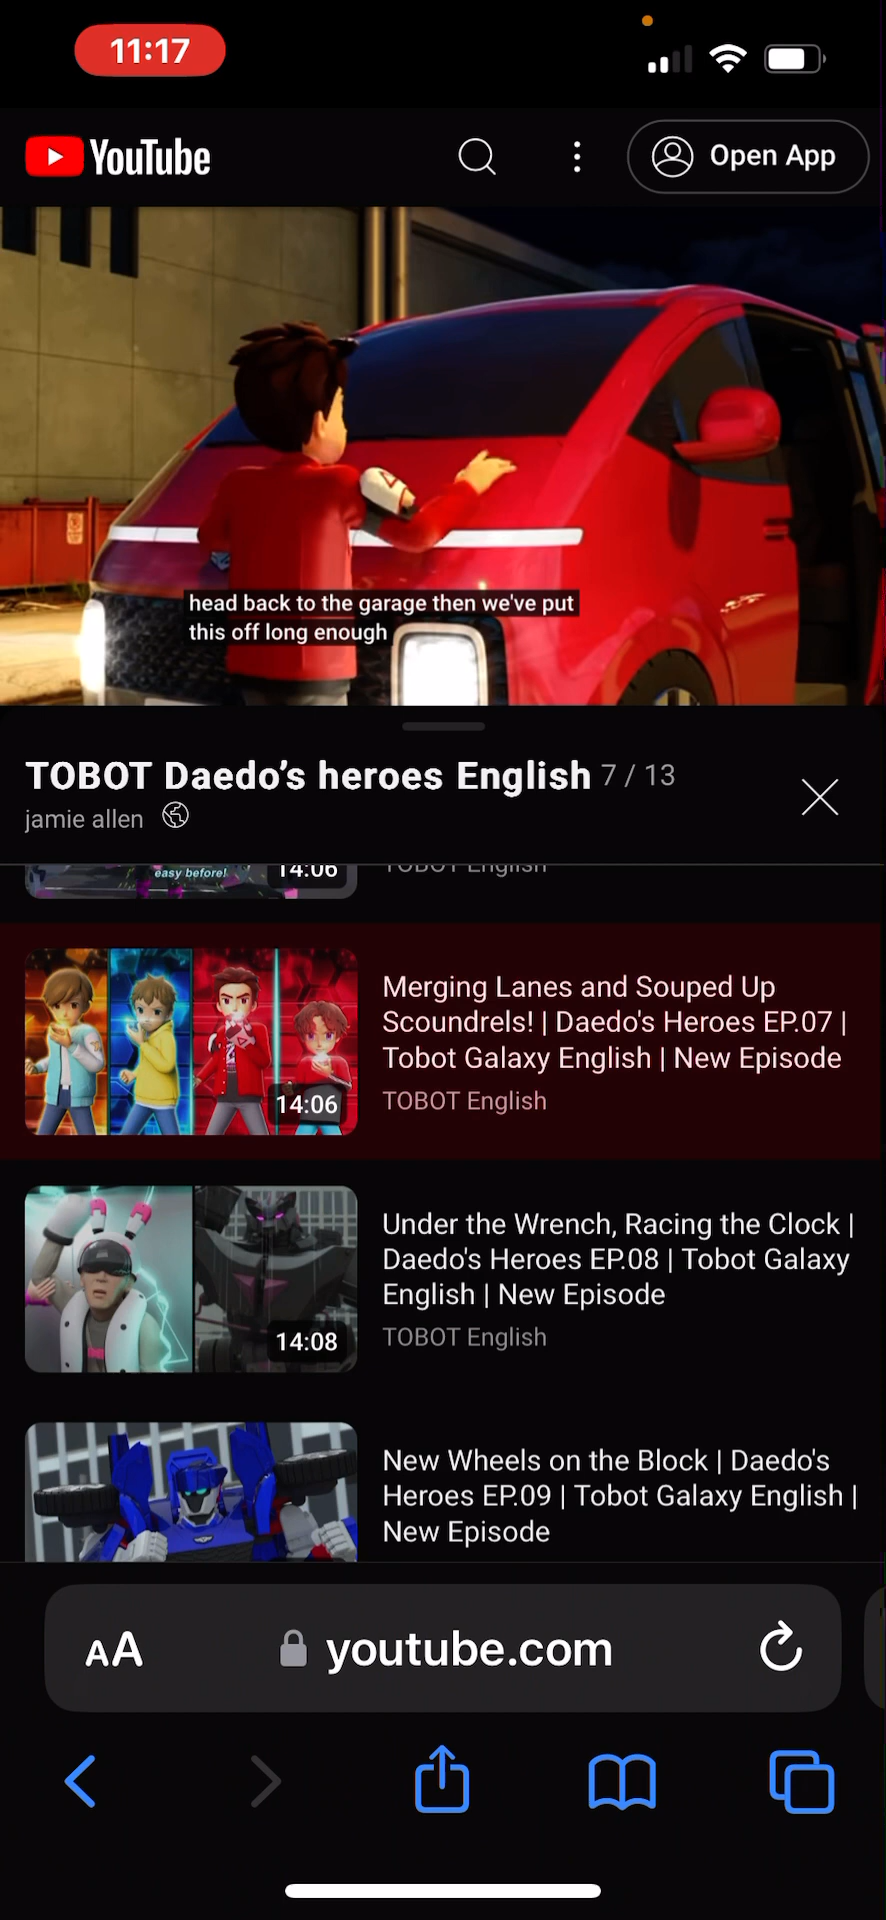 11:17
YouTube
Open App
head back to the garage then we've put
this off long enough
TOBOT Daedo’s heroes English 7 / 13
jamie allen
easy before!
14:06
TOBOT English
Merging Lanes and Souped Up
Scoundrels! | Daedo's Heroes EP.07 |
Tobot Galaxy English | New Episode
TOBOT English
14:06
Under the Wrench, Racing the Clock |
Daedo's Heroes EP.08 | Tobot Galaxy
English | New Episode
TOBOT English
14:08
New Wheels on the Block | Daedo's
Heroes EP.09 | Tobot Galaxy English |
New Episode
AA
youtube.com